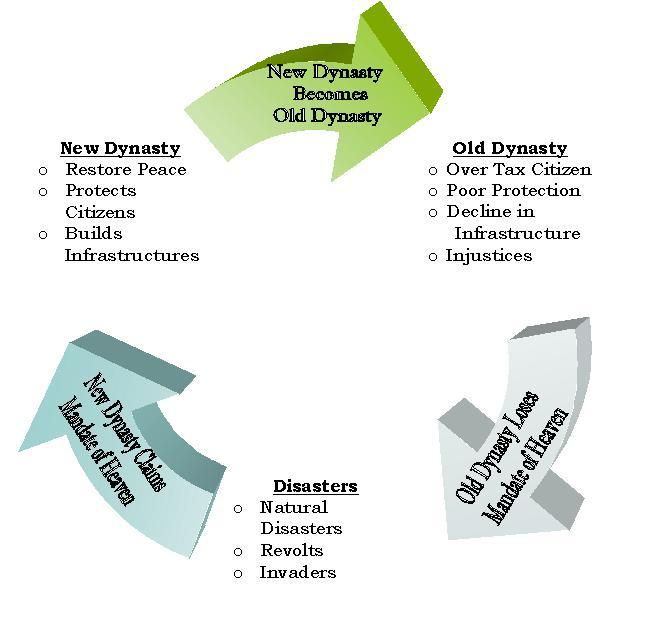 New Dynasty
Becomes
Old Dynasty
New Dynasty
o Restore Peace
o Protects
Citizens
o Builds
Infrastructures
Old Dynasty
o Over Tax Citizen
o Poor Protection
o Decline in
Infrastructure
o Injustices
Old Dynasty Loses
Mandate of Heaven
Disasters
o Natural
Disasters
o Revolts
o Invaders
New Dynasty Claims
Mandate of Heaven